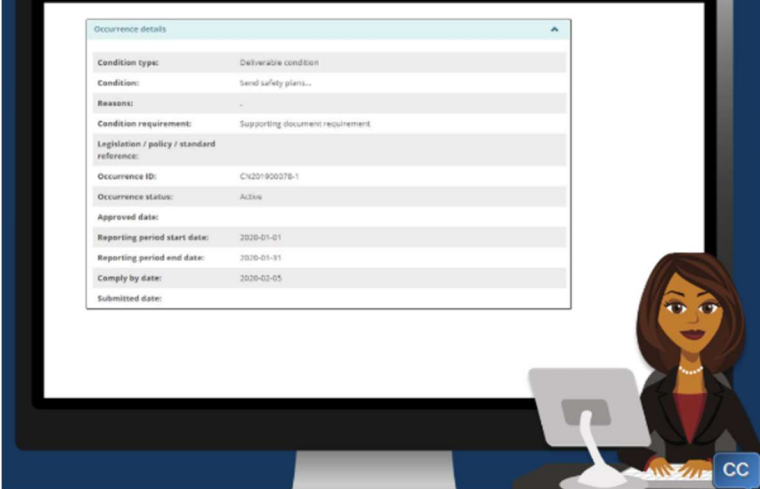 Occurrence details
Condition type: Deliverable condition
Condition: Send safety plans...
Reasons: -
Condition requirement: Supporting document requirement
Legislation / policy / standard
reference:
Occurrence ID: CN201900078-1
Occurrence status: Active
Approved date:
Reporting period start date: 2020-01-01
Reporting period end date: 2020-01-31
Comply by date: 2020-02-05
Submitted date:
CC